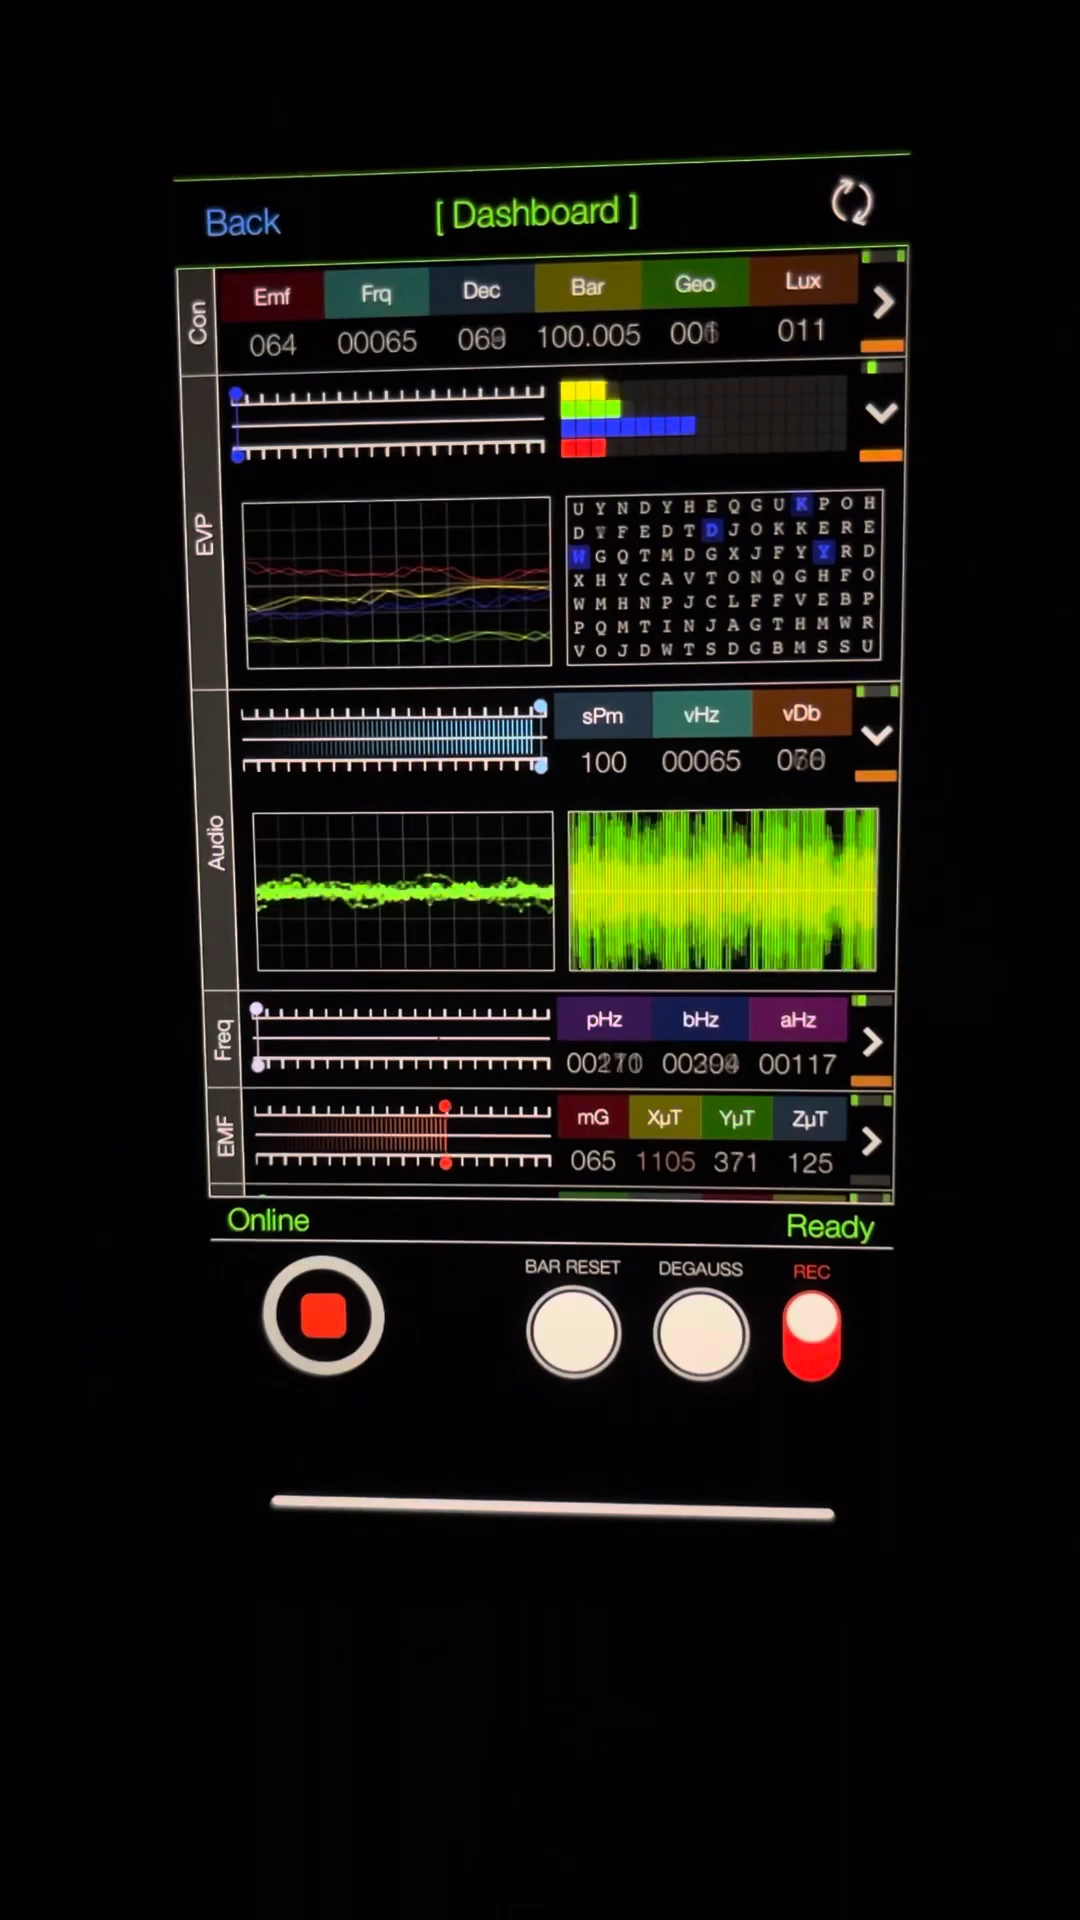 Back
[ Dashboard ]
Con
Emf Frq Dec Bar Geo Lux
064 00065 100.005 011
EVP
U Y N D Y H E Q G U K P O H
D Y F E D T D J O K K E R E
W G Q T M D G X J F Y Y R D
X H Y C A V T O N Q G H F O
W M H N P J C L F F V E B P
P Q M T I N J A G T H M W R
V O J D W T S D G B M S S U
Audio
sPm vHz vDb
100 00065
Freq
pHz bHz aHz
00117
EMF
mG XµT YµT ZµT
065 1105 371 125
Online Ready
BAR RESET DEGAUSS REC